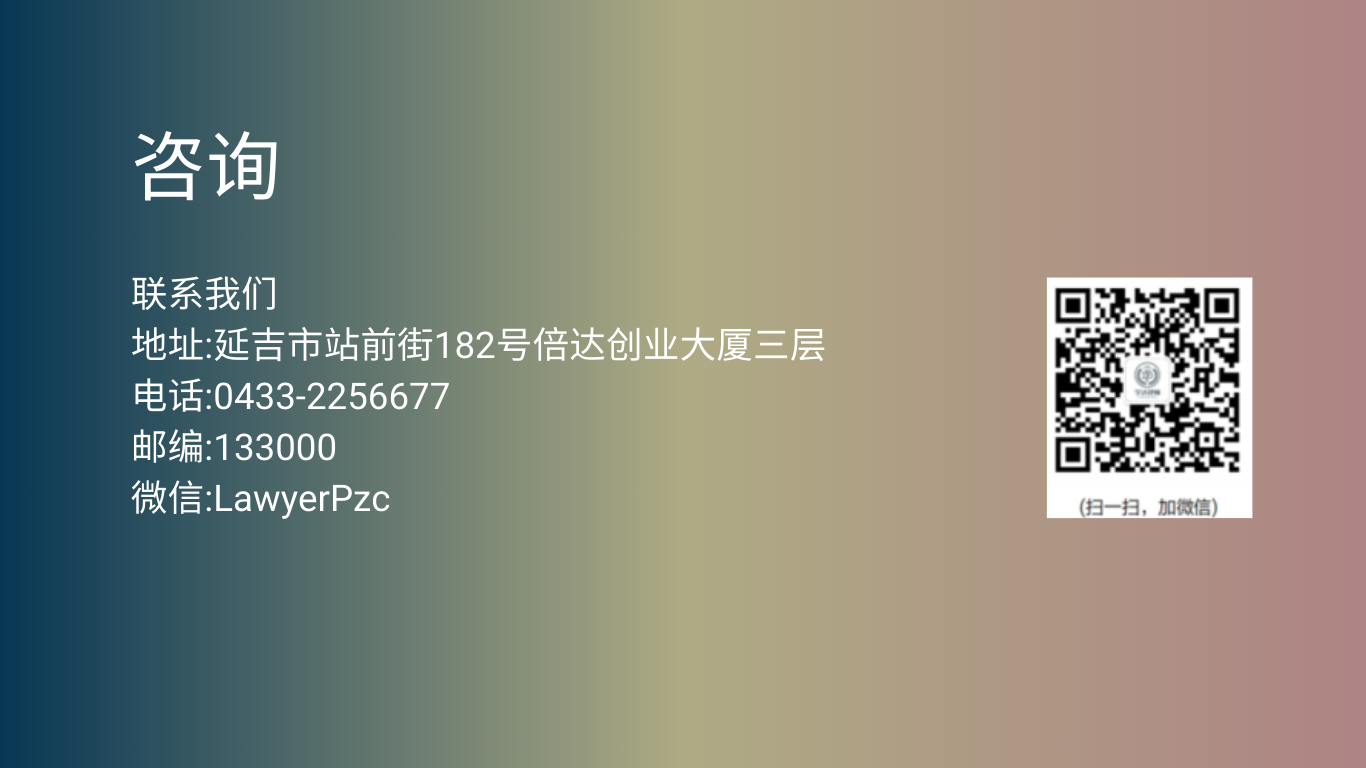 咨询
联系我们
地址:延吉市站前街182号倍达创业大厦三层
电话:0433-2256677
邮编:133000
微信:LawyerPzc
(扫一扫，加微信)